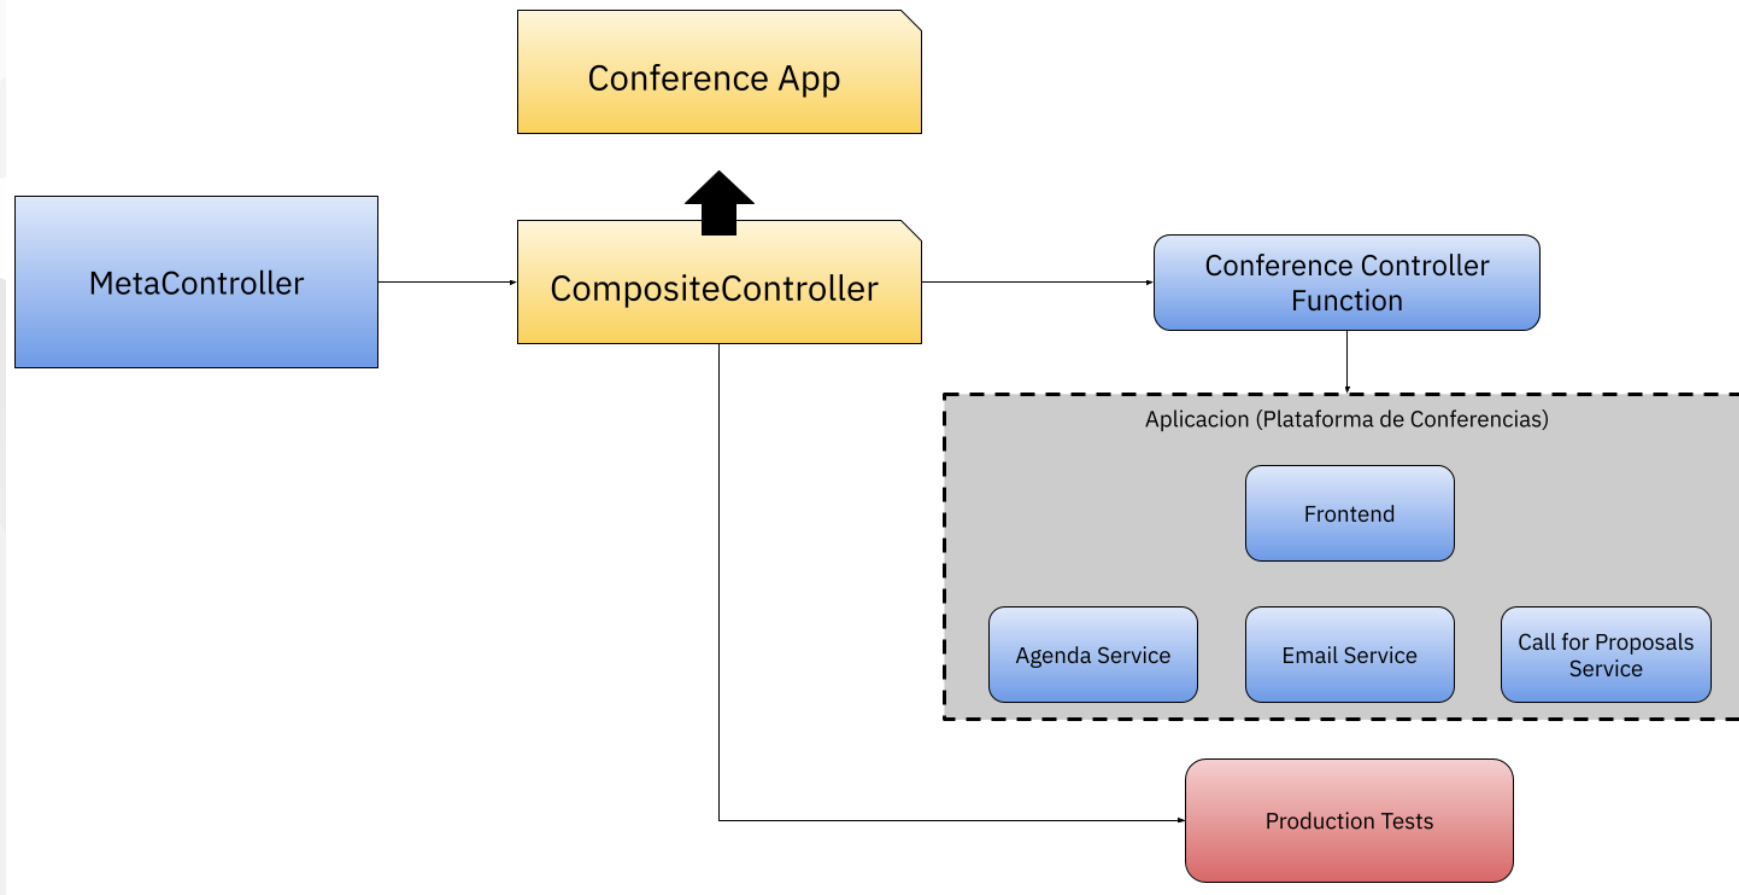 Conference App
MetaController
CompositeController
Conference Controller
Function
Aplicacion (Plataforma de Conferencias)
Frontend
Agenda Service
Email Service
Call for Proposals
Service
Production Tests